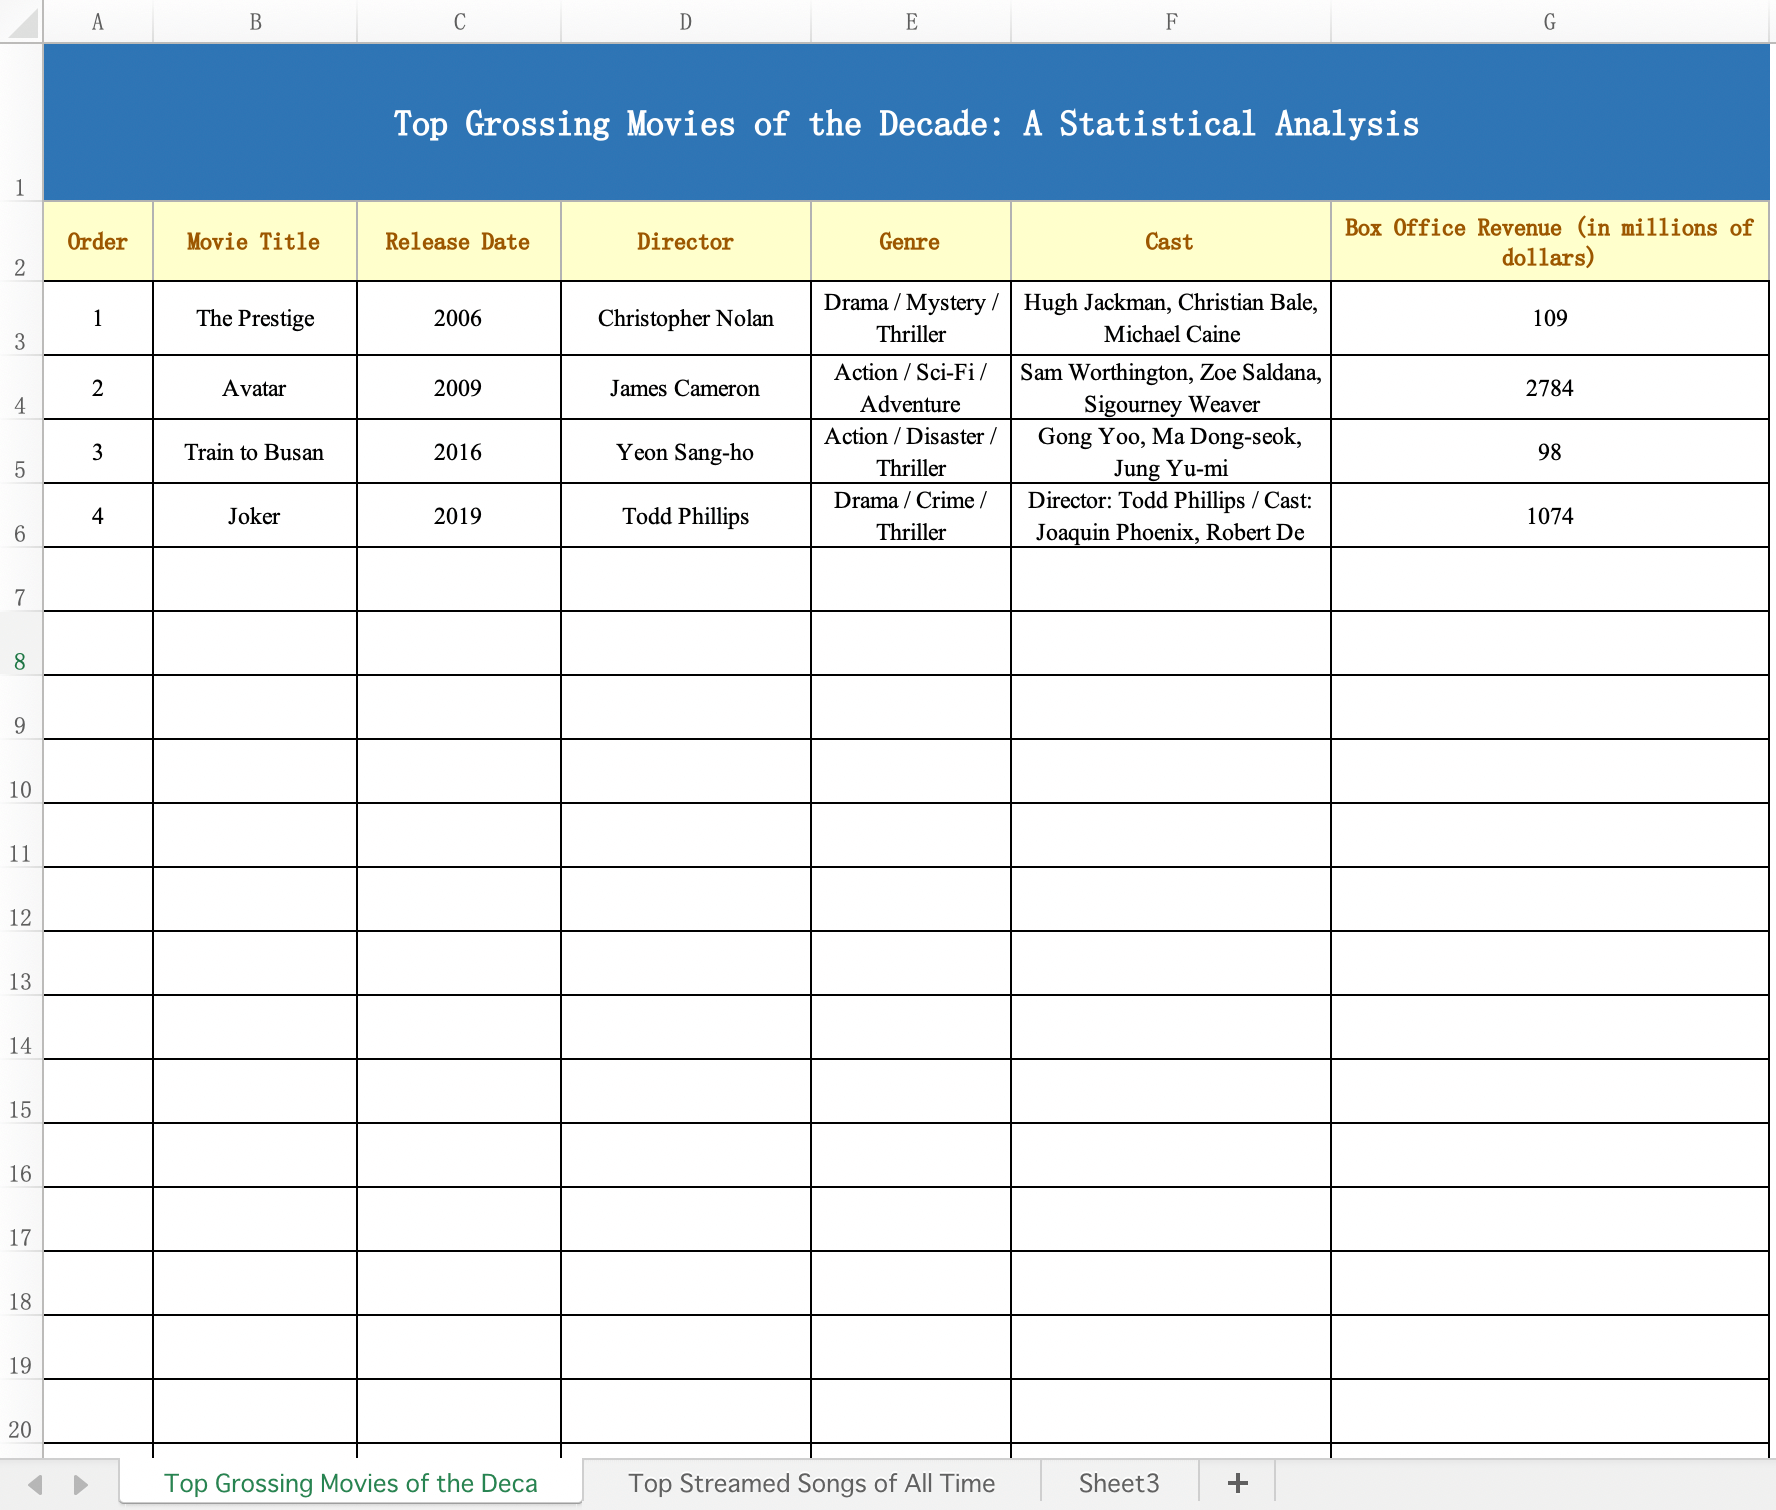 A B C D E F G
1 Top Grossing Movies of the Decade: A Statistical Analysis
2 Order Movie Title Release Date Director Genre Cast Box Office Revenue (in millions of dollars)
3 1 The Prestige 2006 Christopher Nolan Drama / Mystery / Thriller Hugh Jackman, Christian Bale, Michael Caine 109
4 2 Avatar 2009 James Cameron Action / Sci-Fi / Adventure Sam Worthington, Zoe Saldana, Sigourney Weaver 2784
5 3 Train to Busan 2016 Yeon Sang-ho Action / Disaster / Thriller Gong Yoo, Ma Dong-seok, Jung Yu-mi 98
6 4 Joker 2019 Todd Phillips Drama / Crime / Thriller Director: Todd Phillips / Cast: Joaquin Phoenix, Robert De 1074
7
8
9
10
11
12
13
14
15
16
17
18
19
20
Top Grossing Movies of the Deca Top Streamed Songs of All Time Sheet3 +